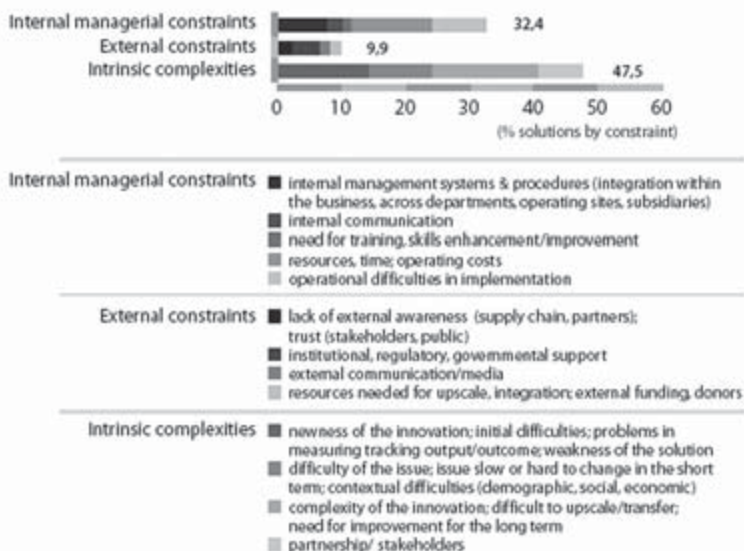 Internal managerial constraints 32,4
External constraints 9,9
Intrinsic complexities 47,5
0 10 20 30 40 50 60
(% solutions by constraint)
Internal managerial constraints
internal management systems & procedures (integration within
the business, across departments, operating sites, subsidiaries)
internal communication
need for training, skills enhancement/improvement
resources, time; operating costs
operational difficulties in implementation
External constraints
lack of external awareness (supply chain, partners);
trust (stakeholders, public)
institutional, regulatory, governmental support
external communication/media
resources needed for upscale, integration; external funding, donors
Intrinsic complexities
newness of the innovation; initial difficulties; problems in
measuring tracking output/outcome; weakness of the solution
difficulty of the issue; issue slow or hard to change in the short
term; contextual difficulties (demographic, social, economic)
complexity of the innovation; difficult to upscale/transfer;
need for improvement for the long term
partnership/ stakeholders